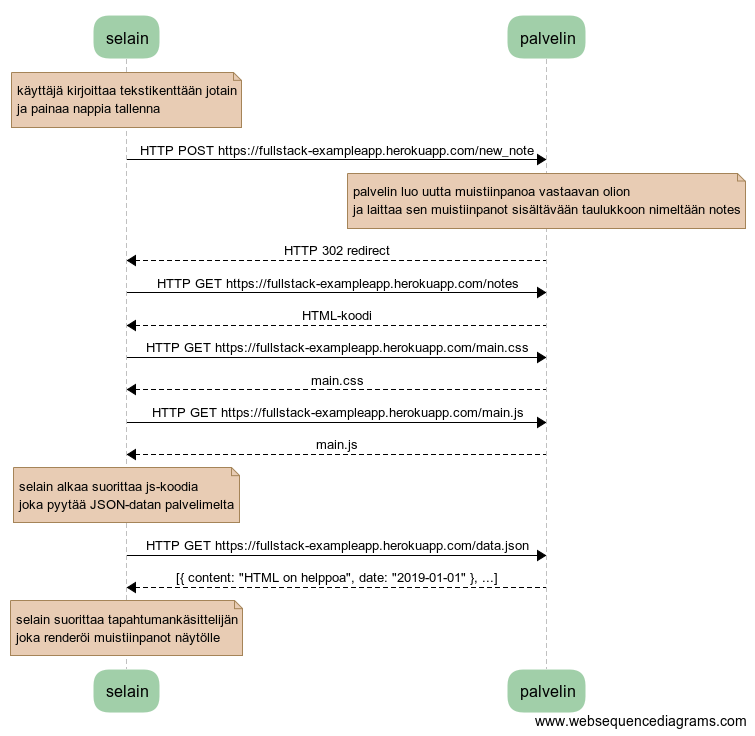 selain
palvelin
käyttäjä kirjoittaa tekstikenttään jotain
ja painaa nappia tallenna
HTTP POST https://fullstack-exampleapp.herokuapp.com/new_note
palvelin luo uutta muistiinpanoa vastaavan olion
ja laittaa sen muistiinpanot sisältävään taulukkoon nimeltään notes
HTTP 302 redirect
HTTP GET https://fullstack-exampleapp.herokuapp.com/notes
HTML-koodi
HTTP GET https://fullstack-exampleapp.herokuapp.com/main.css
main.css
HTTP GET https://fullstack-exampleapp.herokuapp.com/main.js
main.js
selain alkaa suorittaa js-koodia
joka pyytää JSON-datan palvelimelta
HTTP GET https://fullstack-exampleapp.herokuapp.com/data.json
[{ content: "HTML on helppoa", date: "2019-01-01" }, ...]
selain suorittaa tapahtumankäsittelijän
joka renderöi muistiinpanot näytölle
selain
palvelin
www.websequencediagrams.com